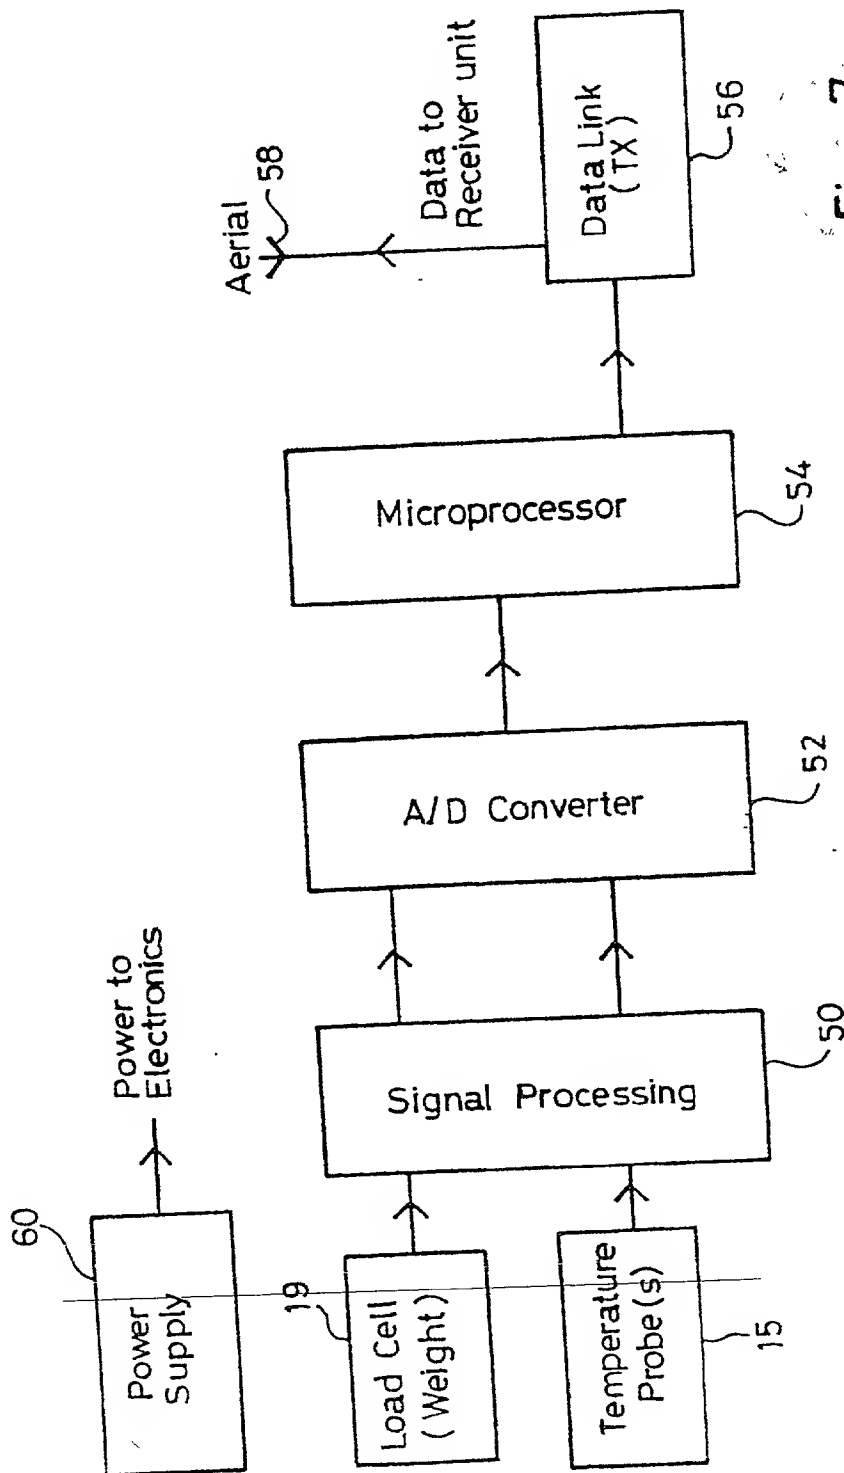 60
Power
Supply
Power to
Electronics
Aerial
58
Data to
Receiver unit
19
Load Cell
(Weight)
Temperature
Probe(s)
15
Signal Processing
50
A/D Converter
52
Microprocessor
54
Data Link
(TX)
56